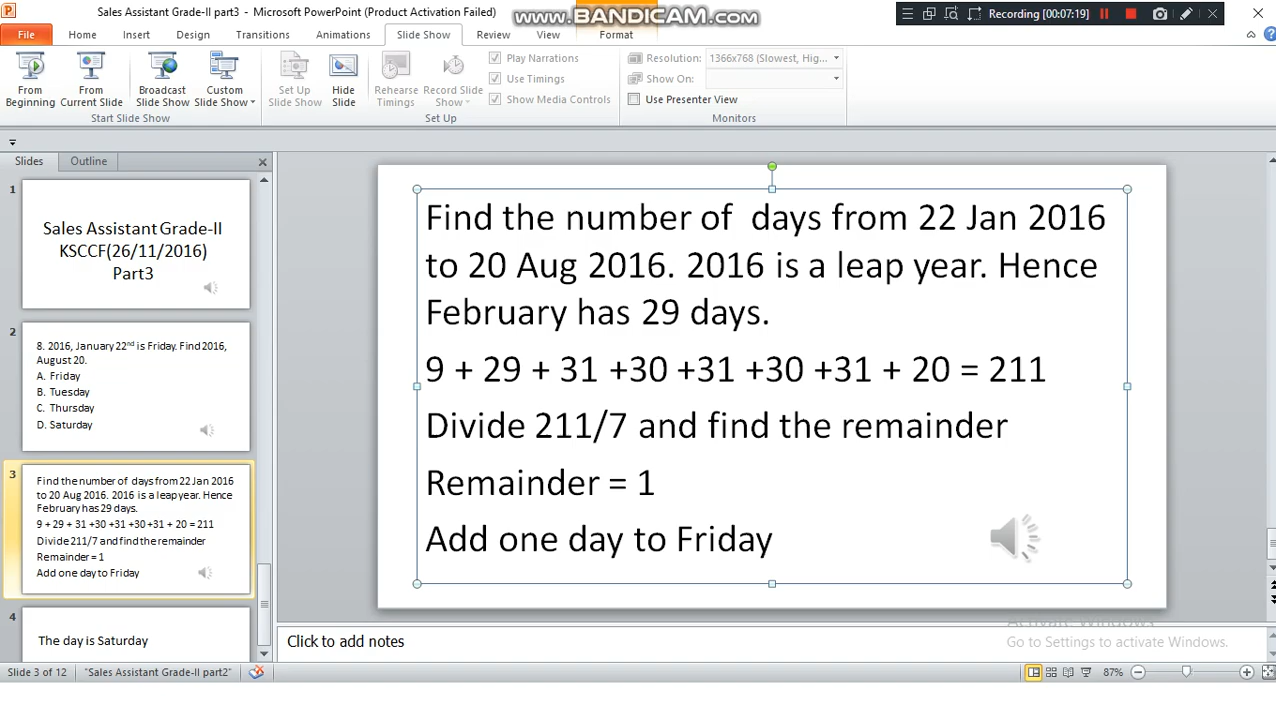 Sales Assistant Grade-II part3 - Microsoft PowerPoint (Product Activation Failed)
www.BANDICAM.com
Recording [00:07:19]
File Home Insert Design Transitions Animations Slide Show Review View Format
From Beginning
From Current Slide
Broadcast Slide Show
Custom Slide Show
Set Up Slide Show
Hide Slide
Rehearse Timings
Record Slide Show
Play Narrations
Use Timings
Show Media Controls
Resolution: 1366x768 (Slowest, Hig...
Show On:
Use Presenter View
Start Slide Show
Set Up
Monitors
Slides Outline
1
Sales Assistant Grade-II
KSCCF(26/11/2016)
Part3
2
8. 2016, January 22nd is Friday. Find 2016,
August 20.
A. Friday
B. Tuesday
C. Thursday
D. Saturday
3
Find the number of days from 22 Jan 2016
to 20 Aug 2016. 2016 is a leap year. Hence
February has 29 days.
9 + 29 + 31 +30 +31 +30 +31 + 20 = 211
Divide 211/7 and find the remainder
Remainder = 1
Add one day to Friday
4
The day is Saturday
Find the number of  days from 22 Jan 2016
to 20 Aug 2016. 2016 is a leap year. Hence
February has 29 days.
9 + 29 + 31 +30 +31 +30 +31 + 20 = 211
Divide 211/7 and find the remainder
Remainder = 1
Add one day to Friday
Click to add notes
Activate Windows
Go to Settings to activate Windows.
Slide 3 of 12
"Sales Assistant Grade-II part2"
87%